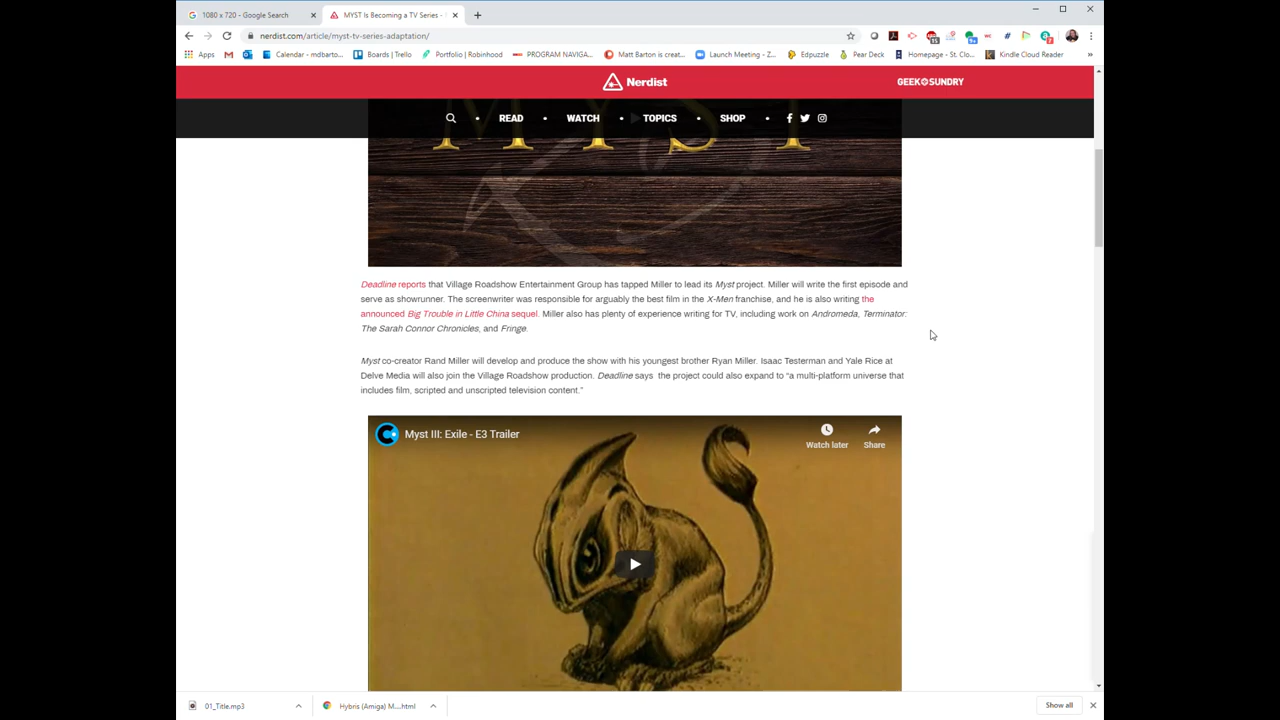 1080 x 720 - Google Search
MYST Is Becoming a TV Series -
nerdist.com/article/myst-tv-series-adaptation/
Apps
Calendar - mdbarto...
Boards | Trello
Portfolio | Robinhood
PROGRAM NAVIGA...
Matt Barton is creat...
Launch Meeting - Z...
Edpuzzle
Pear Deck
Homepage - St. Clo...
Kindle Cloud Reader
»
Nerdist
GEEK SUNDRY
READ • WATCH • TOPICS • SHOP
MYST
Deadline reports that Village Roadshow Entertainment Group has tapped Miller to lead its Myst project. Miller will write the first episode and
serve as showrunner. The screenwriter was responsible for arguably the best film in the X-Men franchise, and he is also writing the
announced Big Trouble in Little China sequel. Miller also has plenty of experience writing for TV, including work on Andromeda, Terminator:
The Sarah Connor Chronicles, and Fringe.
Myst co-creator Rand Miller will develop and produce the show with his youngest brother Ryan Miller. Isaac Testerman and Yale Rice at
Delve Media will also join the Village Roadshow production. Deadline says the project could also expand to “a multi-platform universe that
includes film, scripted and unscripted television content.”
Myst III: Exile - E3 Trailer
Watch later
Share
01_Title.mp3
Hybris (Amiga) M....html
Show all